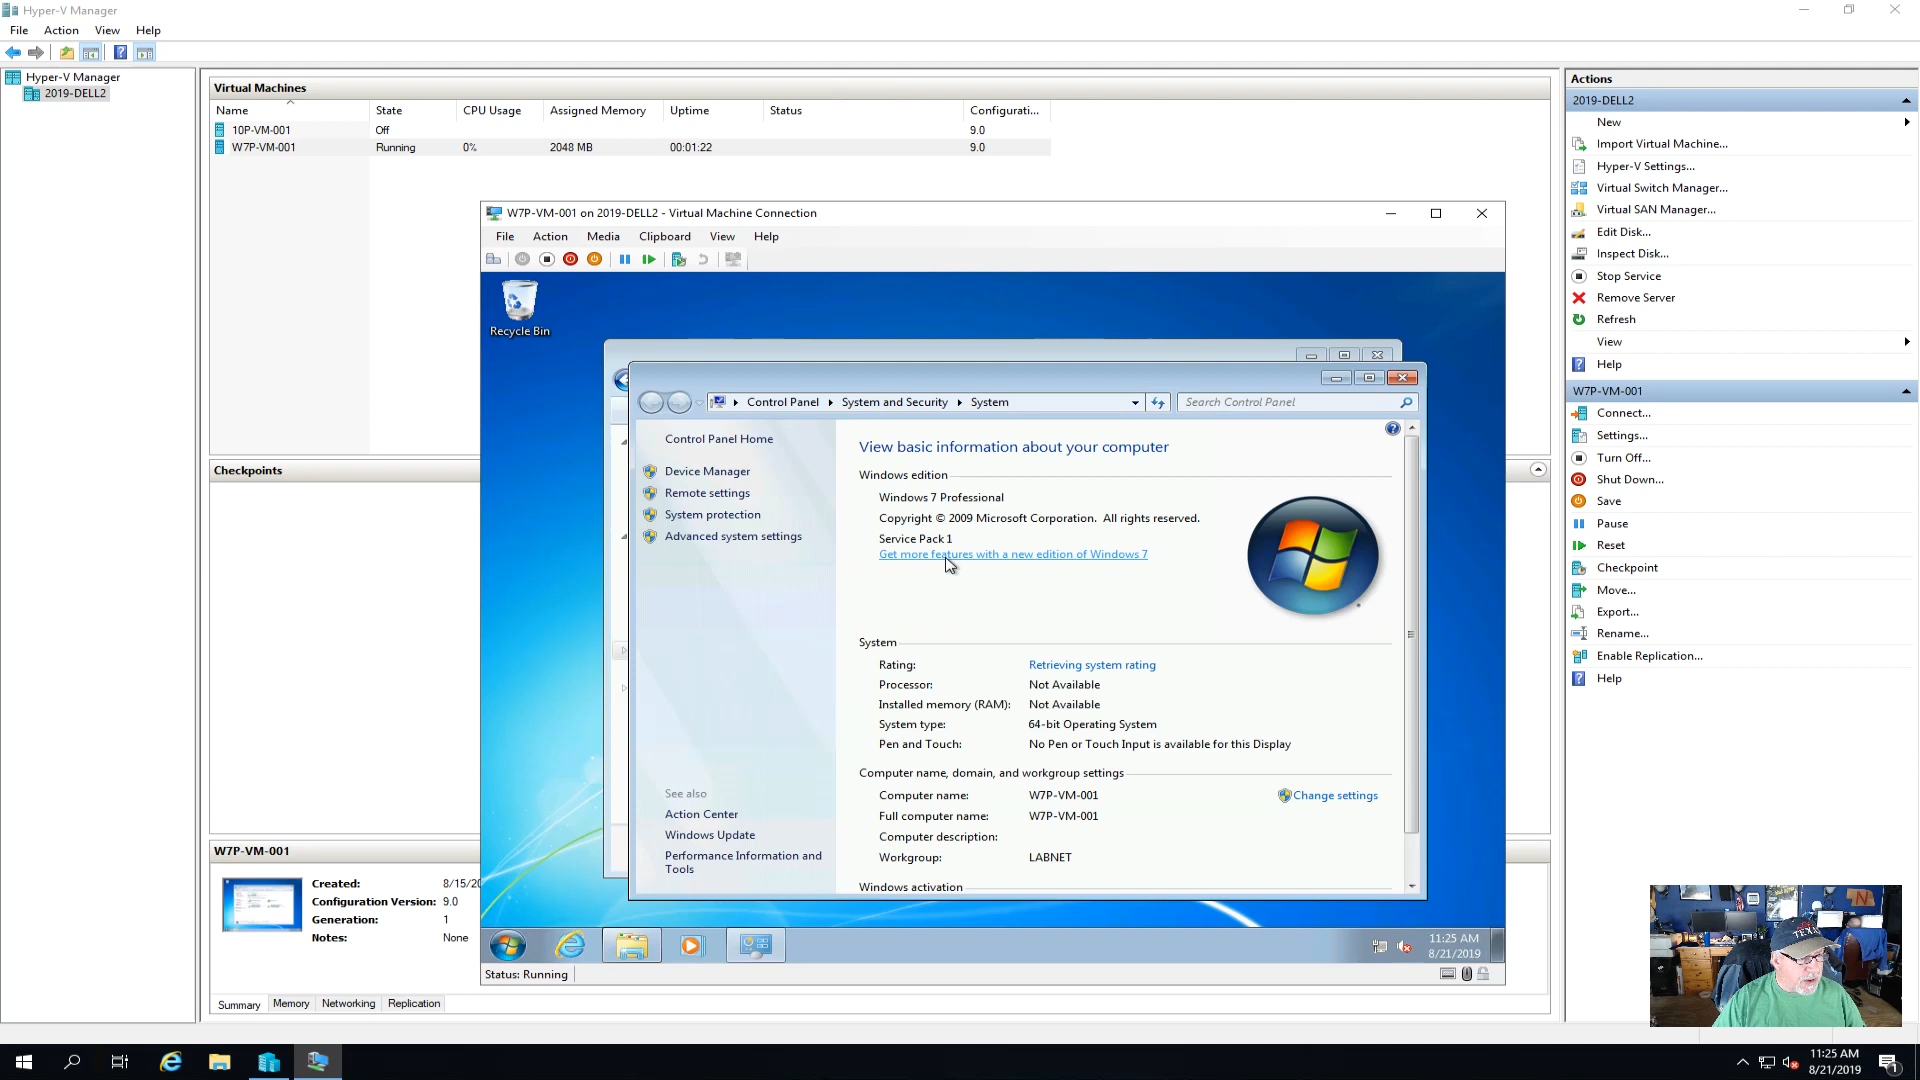 Hyper-V Manager
File Action View Help
Hyper-V Manager
2019-DELL2
Virtual Machines
Name State CPU Usage Assigned Memory Uptime Status Configurati...
10P-VM-001 Off 9.0
W7P-VM-001 Running 0% 2048 MB 00:01:22 9.0
Checkpoints
W7P-VM-001
Created: 8/15/20
Configuration Version: 9.0
Generation: 1
Notes: None
Summary Memory Networking Replication
W7P-VM-001 on 2019-DELL2 - Virtual Machine Connection
File Action Media Clipboard View Help
Recycle Bin
Control Panel System and Security System
Search Control Panel
Control Panel Home
Device Manager
Remote settings
System protection
Advanced system settings
See also
Action Center
Windows Update
Performance Information and
Tools
View basic information about your computer
Windows edition
Windows 7 Professional
Copyright © 2009 Microsoft Corporation. All rights reserved.
Service Pack 1
Get more features with a new edition of Windows 7
System
Rating: Retrieving system rating
Processor: Not Available
Installed memory (RAM): Not Available
System type: 64-bit Operating System
Pen and Touch: No Pen or Touch Input is available for this Display
Computer name, domain, and workgroup settings
Computer name: W7P-VM-001 Change settings
Full computer name: W7P-VM-001
Computer description:
Workgroup: LABNET
Windows activation
11:25 AM
8/21/2019
Status: Running
Actions
2019-DELL2
New
Import Virtual Machine...
Hyper-V Settings...
Virtual Switch Manager...
Virtual SAN Manager...
Edit Disk...
Inspect Disk...
Stop Service
Remove Server
Refresh
View
Help
W7P-VM-001
Connect...
Settings...
Turn Off...
Shut Down...
Save
Pause
Reset
Checkpoint
Move...
Export...
Rename...
Enable Replication...
Help
11:25 AM
8/21/2019
1